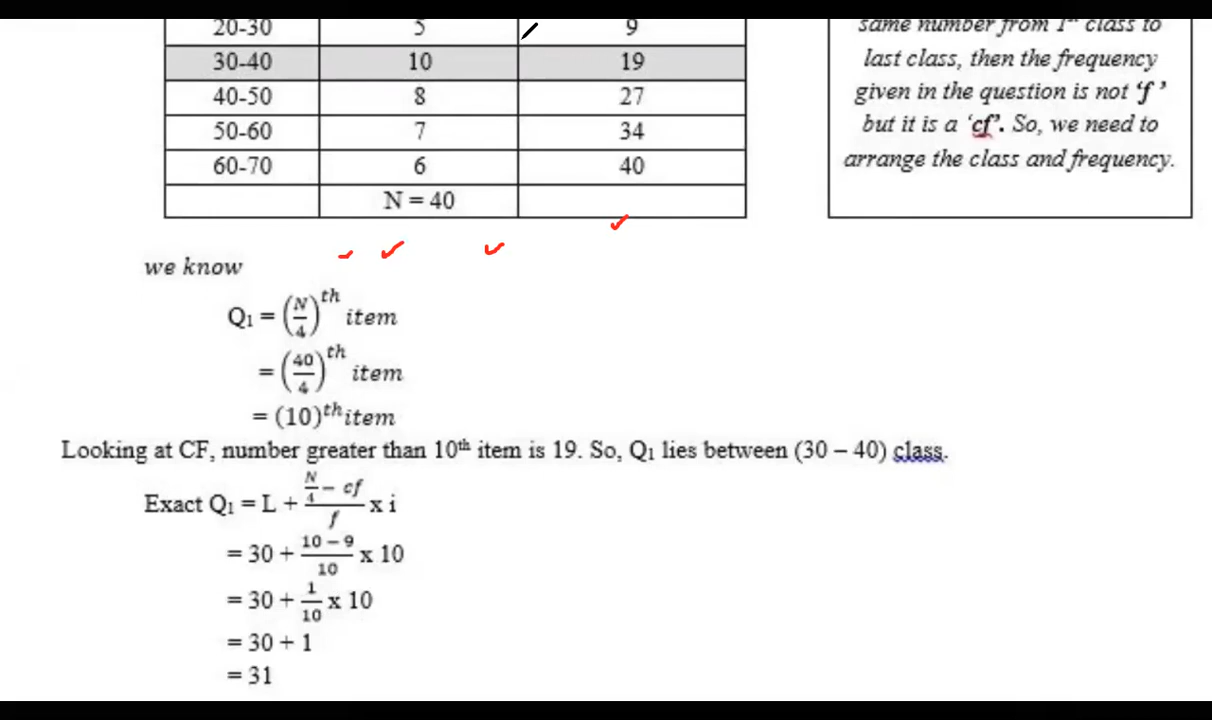 20-30 5 9
30-40 10 19
40-50 8 27
50-60 7 34
60-70 6 40
N = 40
same number from 1st class to
last class, then the frequency
given in the question is not ‘f’
but it is a ‘cf’. So, we need to
arrange the class and frequency.
we know
Q₁ = (N/4)^th item
= (40/4)^th item
= (10)^th item
Looking at CF, number greater than 10th item is 19. So, Q₁ lies between (30 – 40) class.
Exact Q₁ = L + (N/4 – cf)/f x i
= 30 + (10 – 9)/10 x 10
= 30 + 1/10 x 10
= 30 + 1
= 31